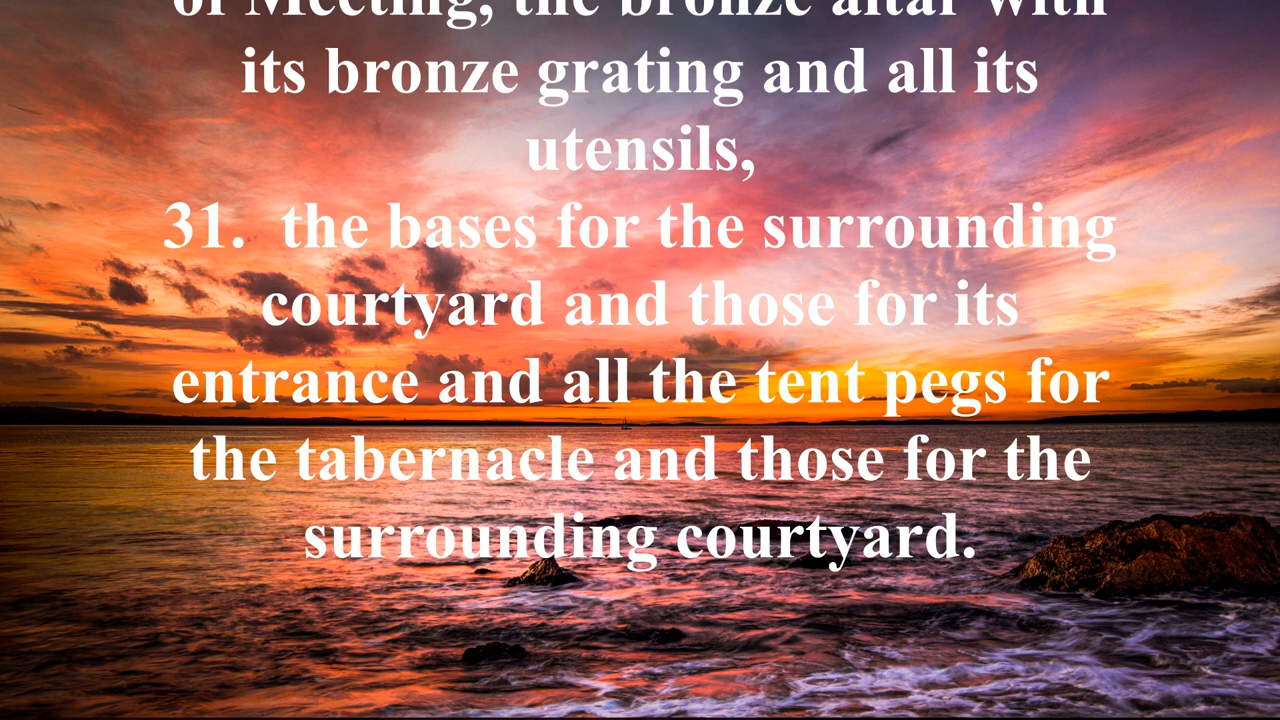 of Meeting, the bronze altar with
its bronze grating and all its
utensils,
31.  the bases for the surrounding
courtyard and those for its
entrance and all the tent pegs for
the tabernacle and those for the
surrounding courtyard.